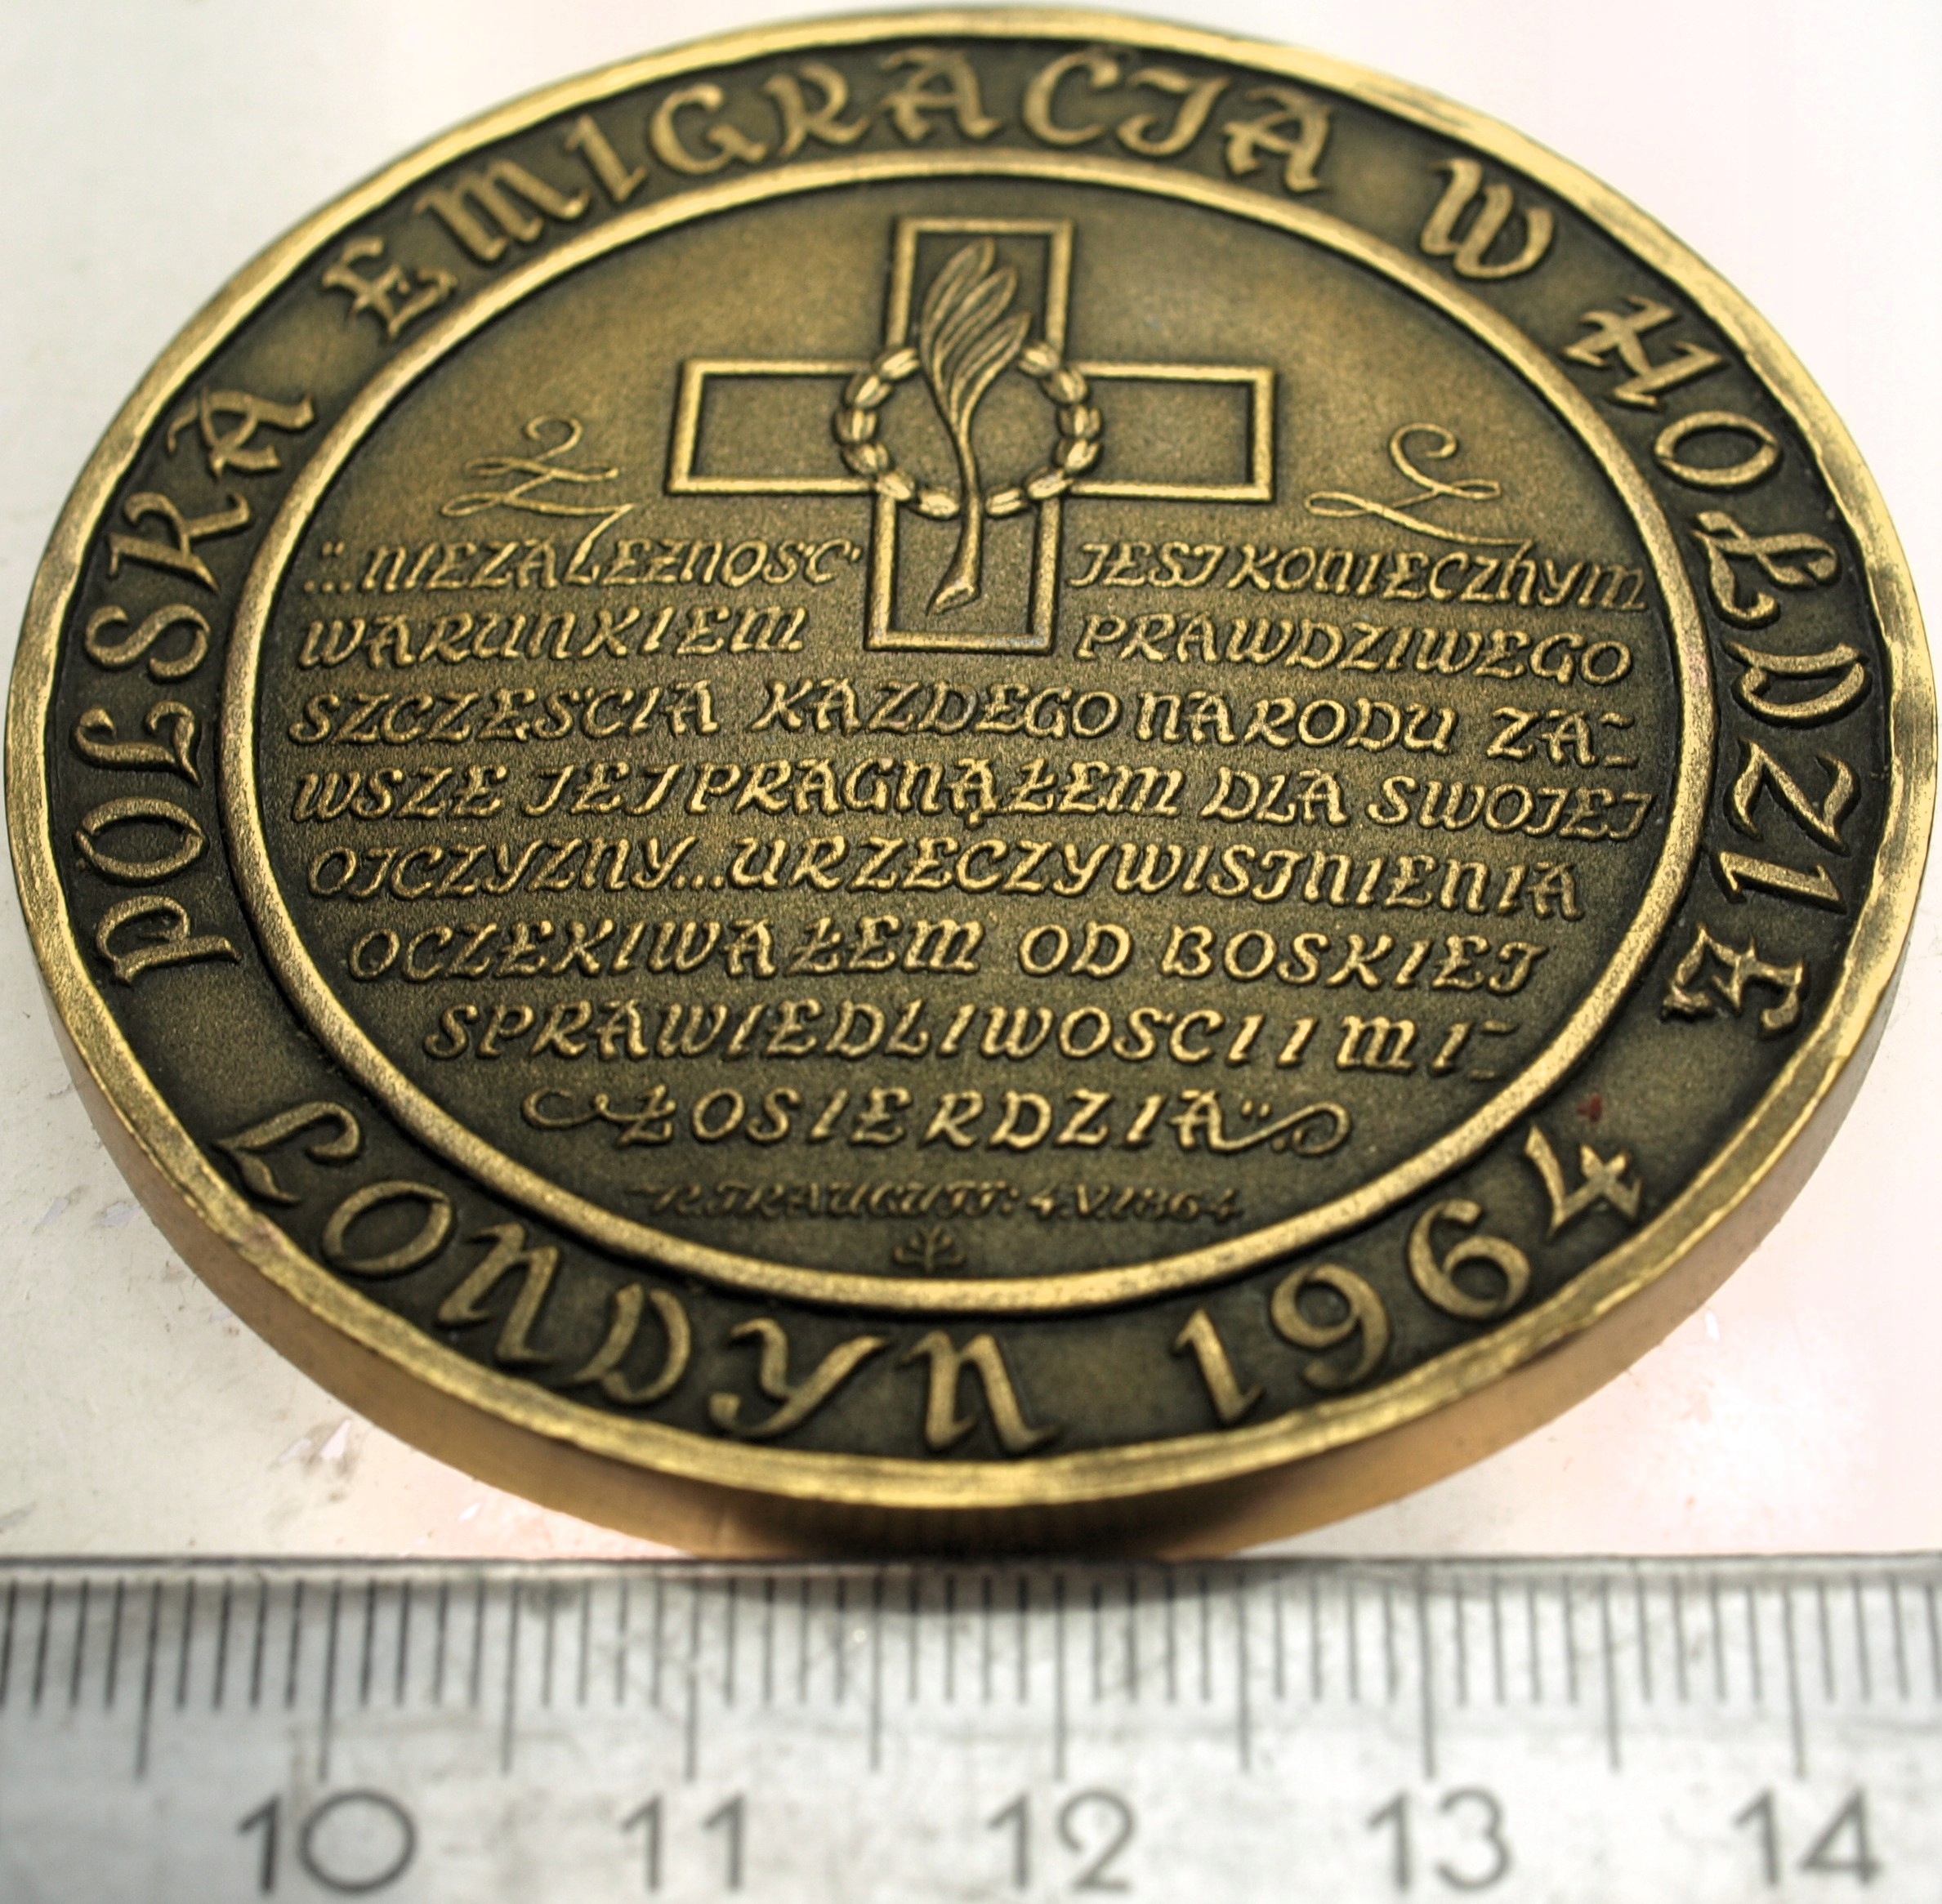 POLSKA EMIGRACJA W HOŁDZIE
„...NIEZALEŻNOŚĆ JEST KONIECZNYM
WARUNKIEM PRAWDZIWEGO
SZCZĘŚCIA KAŻDEGO NARODU ZA-
WSZE JEJ PRAGNĄŁEM DLA SWOJEJ
OJCZYZNY...URZECZYWISTNIENIA
OCZEKIWAŁEM OD BOSKIEJ
SPRAWIEDLIWOŚCI I MI-
ŁOSIERDZIA”
R. TRAUGUTT: 4.V.1864
LONDYN 1964
10 11 12 13 14